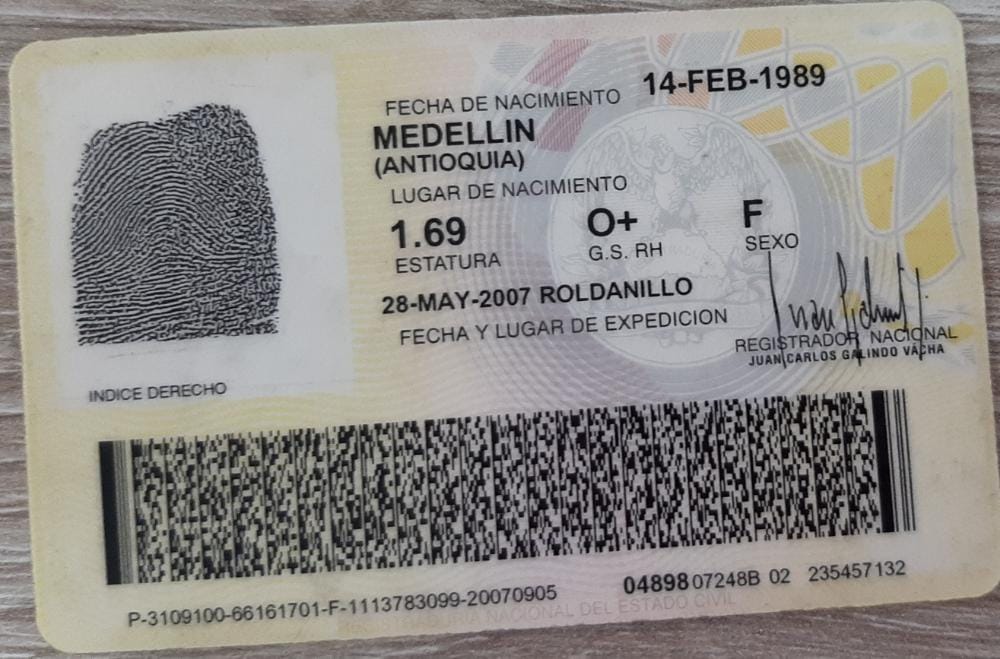 14-FEB-1989
FECHA DE NACIMIENTO
MEDELLIN
(ANTIOQUIA)
LUGAR DE NACIMIENTO
1.69 O+ F
ESTATURA G.S. RH SEXO
28-MAY-2007 ROLDANILLO
FECHA Y LUGAR DE EXPEDICION
REGISTRADOR NACIONAL
JUAN CARLOS GALINDO VACHA
INDICE DERECHO
P-3109100-66161701-F-1113783099-20070905 0489807248B 02 235457132
REGISTRADURIA NACIONAL DEL ESTADO CIVIL